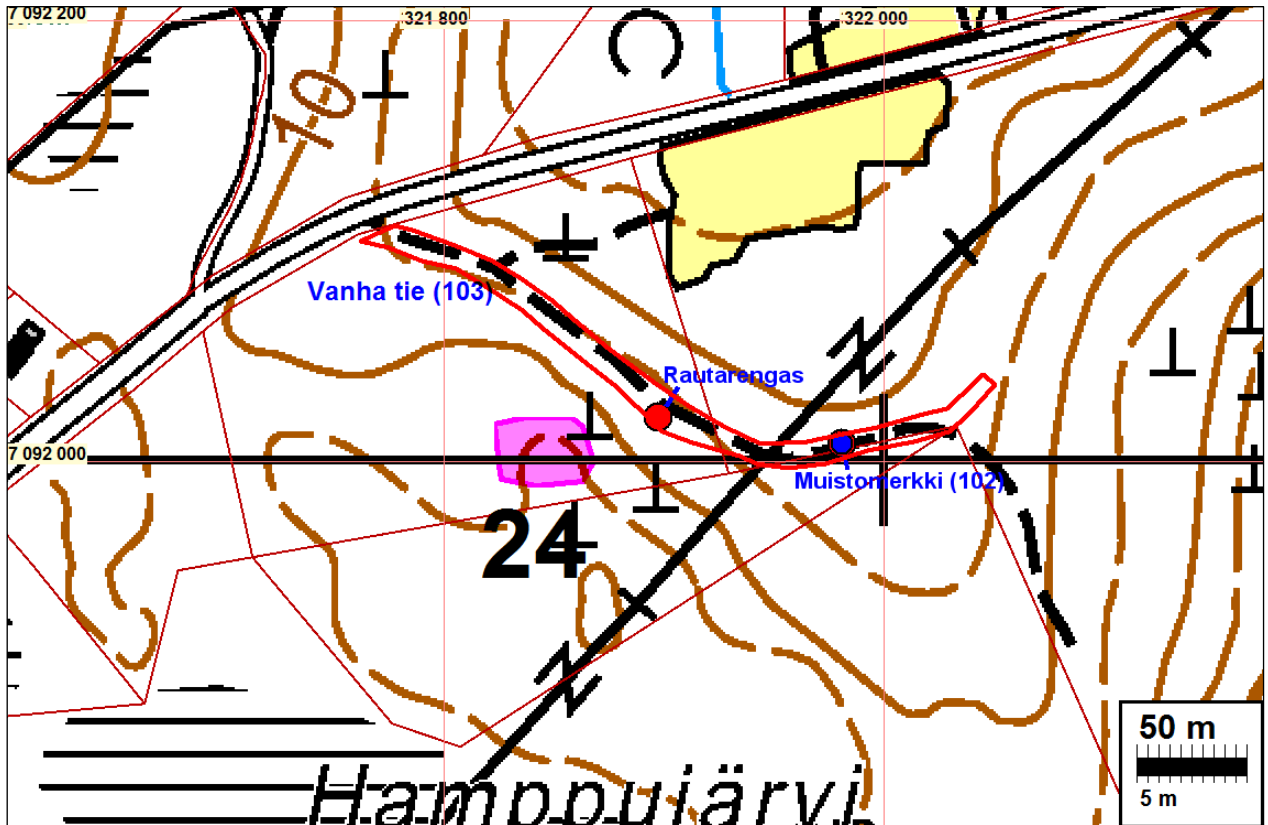 7 092 200
321 800
322 000
10
Vanha tie (103)
Rautarengas
7 092 000
Muistomerkki (102)
24
50 m
5 m
Hamppujärvi